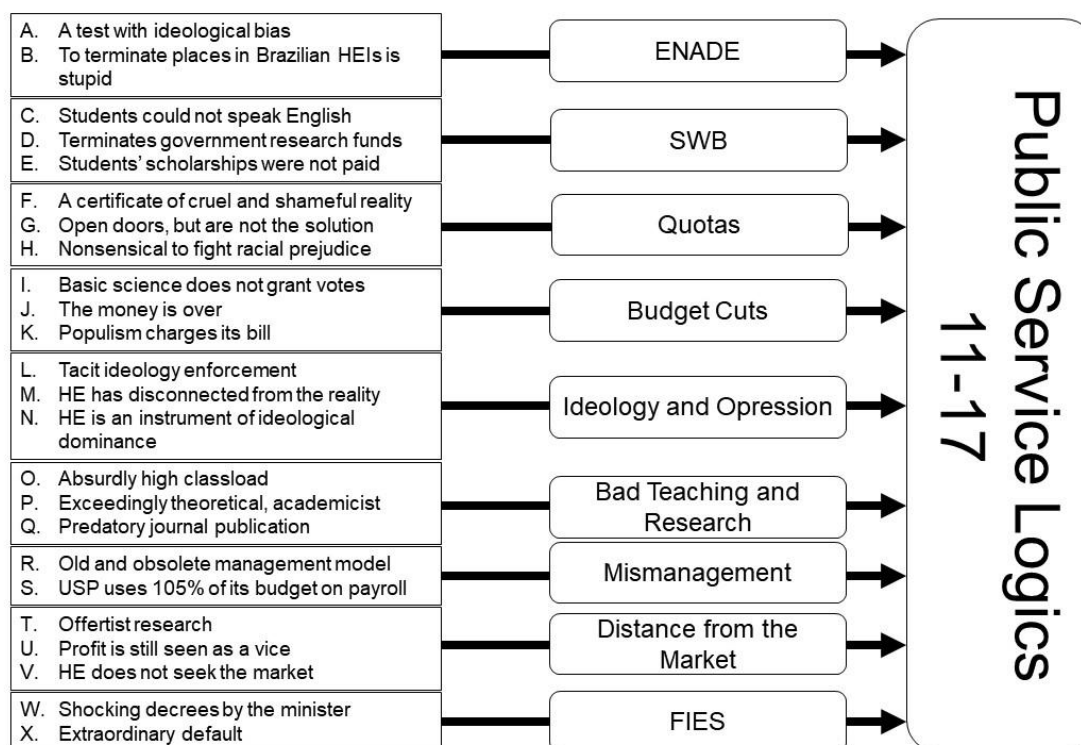 A. A test with ideological bias
B. To terminate places in Brazilian HEIs is
stupid
ENADE
C. Students could not speak English
D. Terminates government research funds
E. Students' scholarships were not paid
SWB
F. A certificate of cruel and shameful reality
G. Open doors, but are not the solution
H. Nonsensical to fight racial prejudice
Quotas
I. Basic science does not grant votes
J. The money is over
K. Populism charges its bill
Budget Cuts
L. Tacit ideology enforcement
M. HE has disconnected from the reality
N. HE is an instrument of ideological
dominance
Ideology and Opression
O. Absurdly high classload
P. Exceedingly theoretical, academicist
Q. Predatory journal publication
Bad Teaching and
Research
R. Old and obsolete management model
S. USP uses 105% of its budget on payroll
Mismanagement
T. Offertist research
U. Profit is still seen as a vice
V. HE does not seek the market
Distance from the
Market
W. Shocking decrees by the minister
X. Extraordinary default
FIES
Public Service Logics
11-17